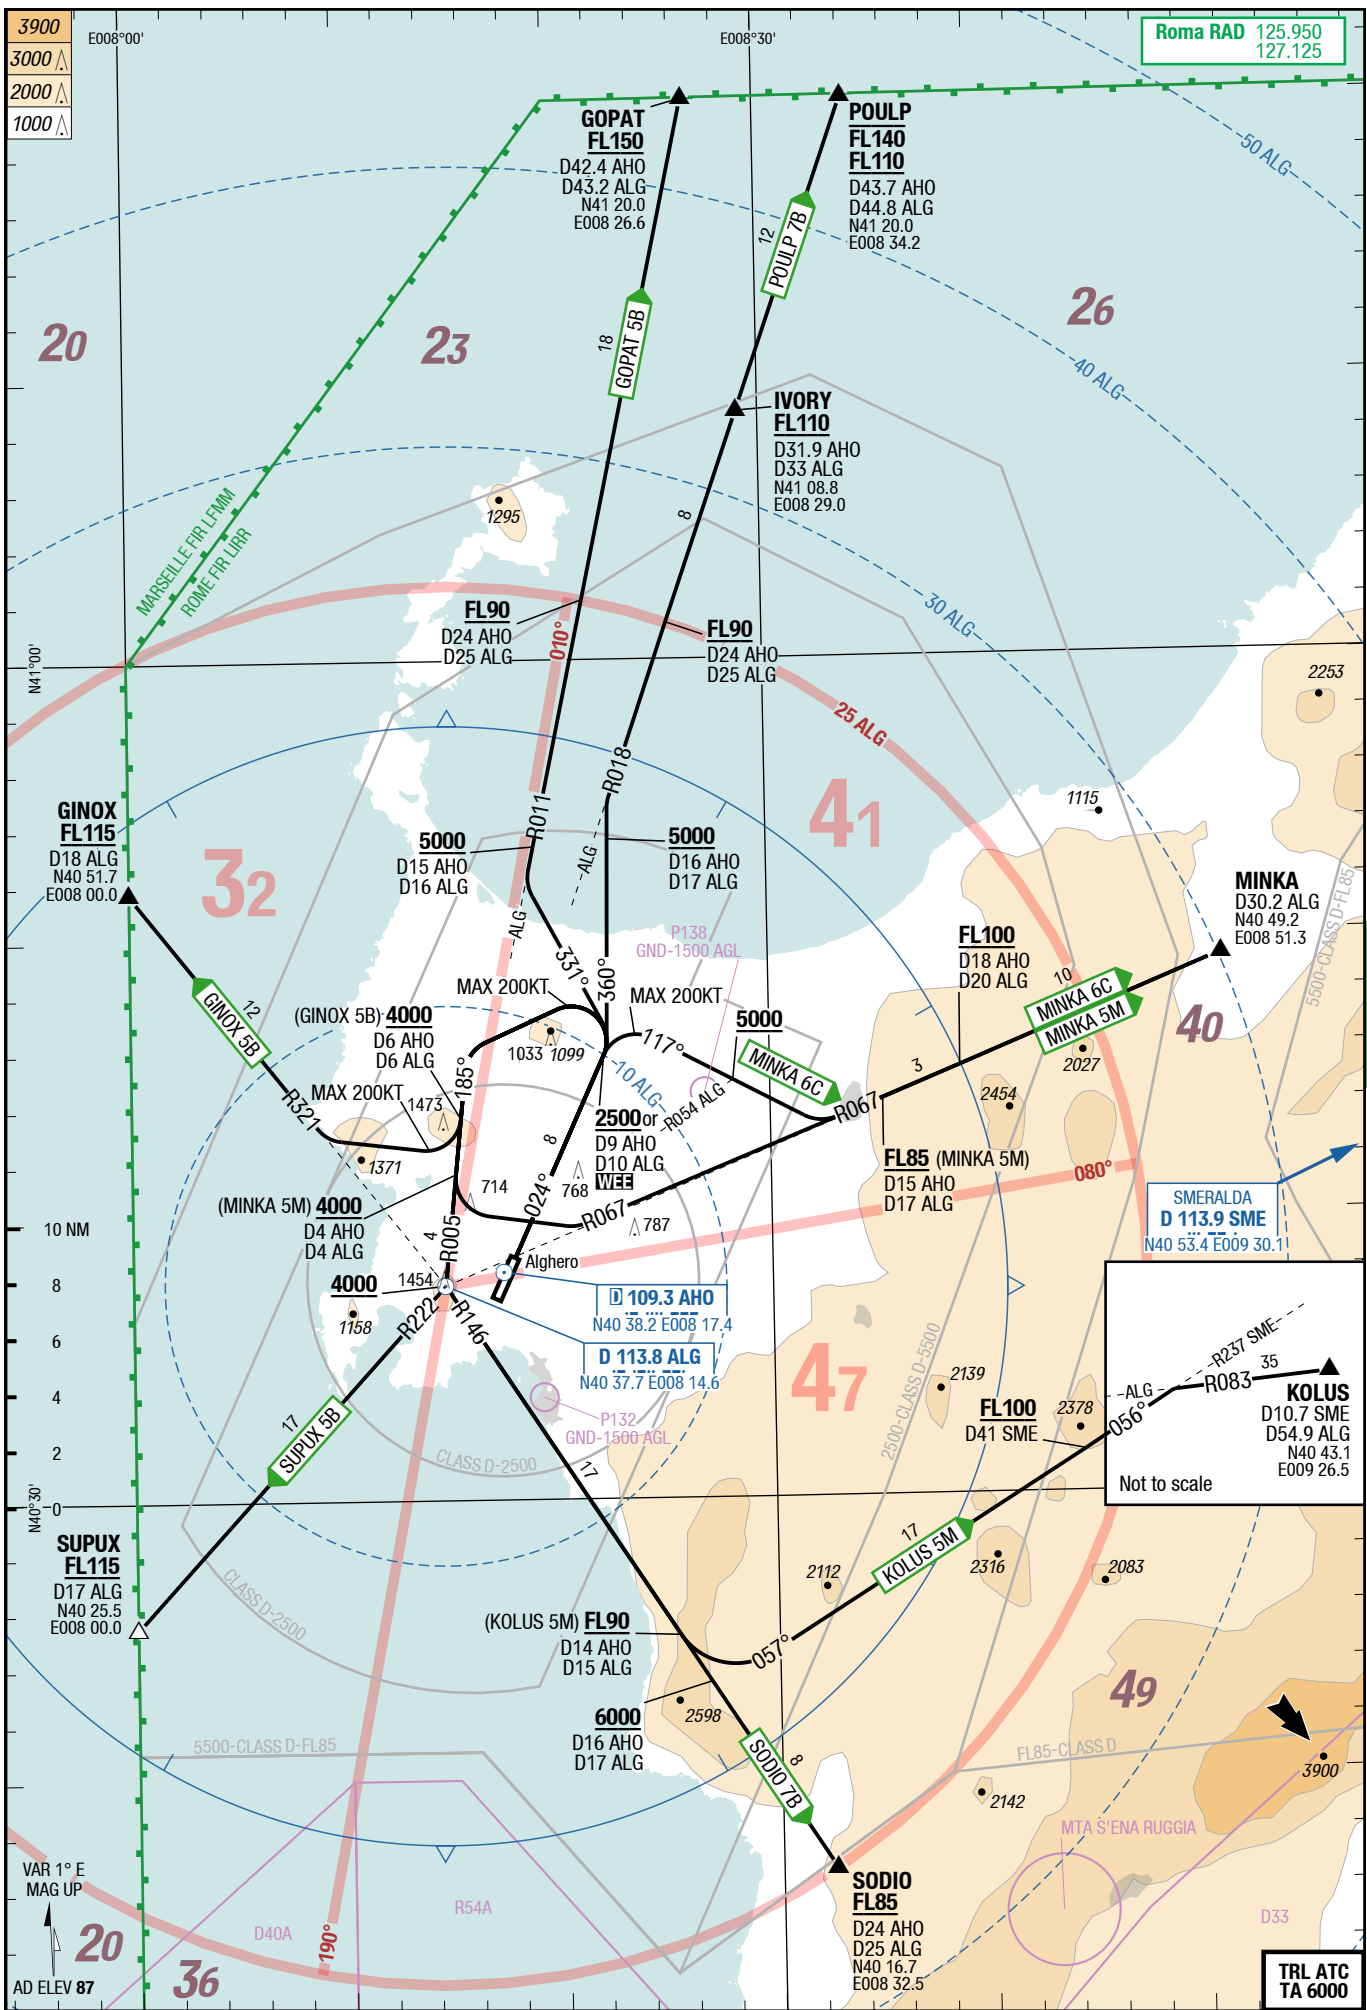 3900
3000
2000
1000
E008°00'
E008°30'
Roma RAD 125.950
127.125
GOPAT
FL150
D42.4 AHO
D43.2 ALG
N41 20.0
E008 26.6
POULP
FL140
FL110
D43.7 AHO
D44.8 ALG
N41 20.0
E008 34.2
50 ALG
12
POULP 7B
20
23
26
18
GOPAT 5B
40 ALG
IVORY
FL110
D31.9 AHO
D33 ALG
N41 08.8
E008 29.0
8
1295
MARSEILLE FIR LFMM
ROME FIR LIRR
30 ALG
FL90
D24 AHO
D25 ALG
010°
FL90
D24 AHO
D25 ALG
N41°00'
2253
25 ALG
R018
R011
GINOX
FL115
D18 ALG
N40 51.7
E008 00.0
32
41
1115
5000
D15 AHO
D16 ALG
ALG
ALG
5000
D16 AHO
D17 ALG
MINKA
D30.2 ALG
N40 49.2
E008 51.3
5500-CLASS D-FL85
P138
GND-1500 AGL
FL100
D18 AHO
D20 ALG
331°
360°
MAX 200KT
MAX 200KT
10
MINKA 6C
MINKA 5M
40
12
GINOX 5B
(GINOX 5B) 4000
D6 AHO
D6 ALG
1033
1099
117°
5000
MINKA 6C
3
2027
2454
10 ALG
185°
MAX 200KT
1473
R321
R054 ALG
R067
1371
2500 or
D9 AHO
D10 ALG
WEE
8
FL85 (MINKA 5M)
D15 AHO
D17 ALG
080°
714
768
024°
787
R067
(MINKA 5M) 4000
D4 AHO
D4 ALG
4
R005
SMERALDA
D 113.9 SME
N40 53.4 E009 30.1
10 NM
8
6
4
2
0
Alghero
4000
1454
D 109.3 AHO
N40 38.2 E008 17.4
1158
R222
R146
D 113.8 ALG
N40 37.7 E008 14.6
47
2500-CLASS D-5500
2139
R237 SME
35
ALG
R083
KOLUS
D10.7 SME
D54.9 ALG
N40 43.1
E009 26.5
Not to scale
056°
FL100
D41 SME
2378
P132
GND-1500 AGL
17
SUPUX 5B
CLASS D-2500
17
N40°30'
SUPUX
FL115
D17 ALG
N40 25.5
E008 00.0
17
KOLUS 5M
2316
2083
2112
CLASS D-2500
(KOLUS 5M) FL90
D14 AHO
D15 ALG
057°
49
6000
D16 AHO
D17 ALG
2598
5500-CLASS D-FL85
SODIO 7B
8
FL85-CLASS D
3900
2142
MTA S'ENA RUGGIA
VAR 1° E
MAG UP
SODIO
FL85
D24 AHO
D25 ALG
N40 16.7
E008 32.5
R54A
D40A
D33
190°
20
36
AD ELEV 87
TRL ATC
TA 6000